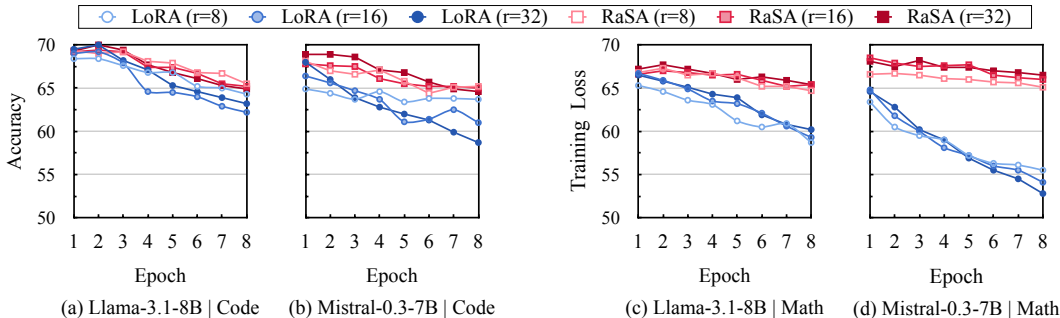 LoRA (r=8) LoRA (r=16) LoRA (r=32) RaSA (r=8) RaSA (r=16) RaSA (r=32)
Accuracy
70
65
60
55
50
1 2 3 4 5 6 7 8
Epoch
(a) Llama-3.1-8B | Code
1 2 3 4 5 6 7 8
Epoch
(b) Mistral-0.3-7B | Code
Training Loss
70
65
60
55
50
1 2 3 4 5 6 7 8
Epoch
(c) Llama-3.1-8B | Math
1 2 3 4 5 6 7 8
Epoch
(d) Mistral-0.3-7B | Math